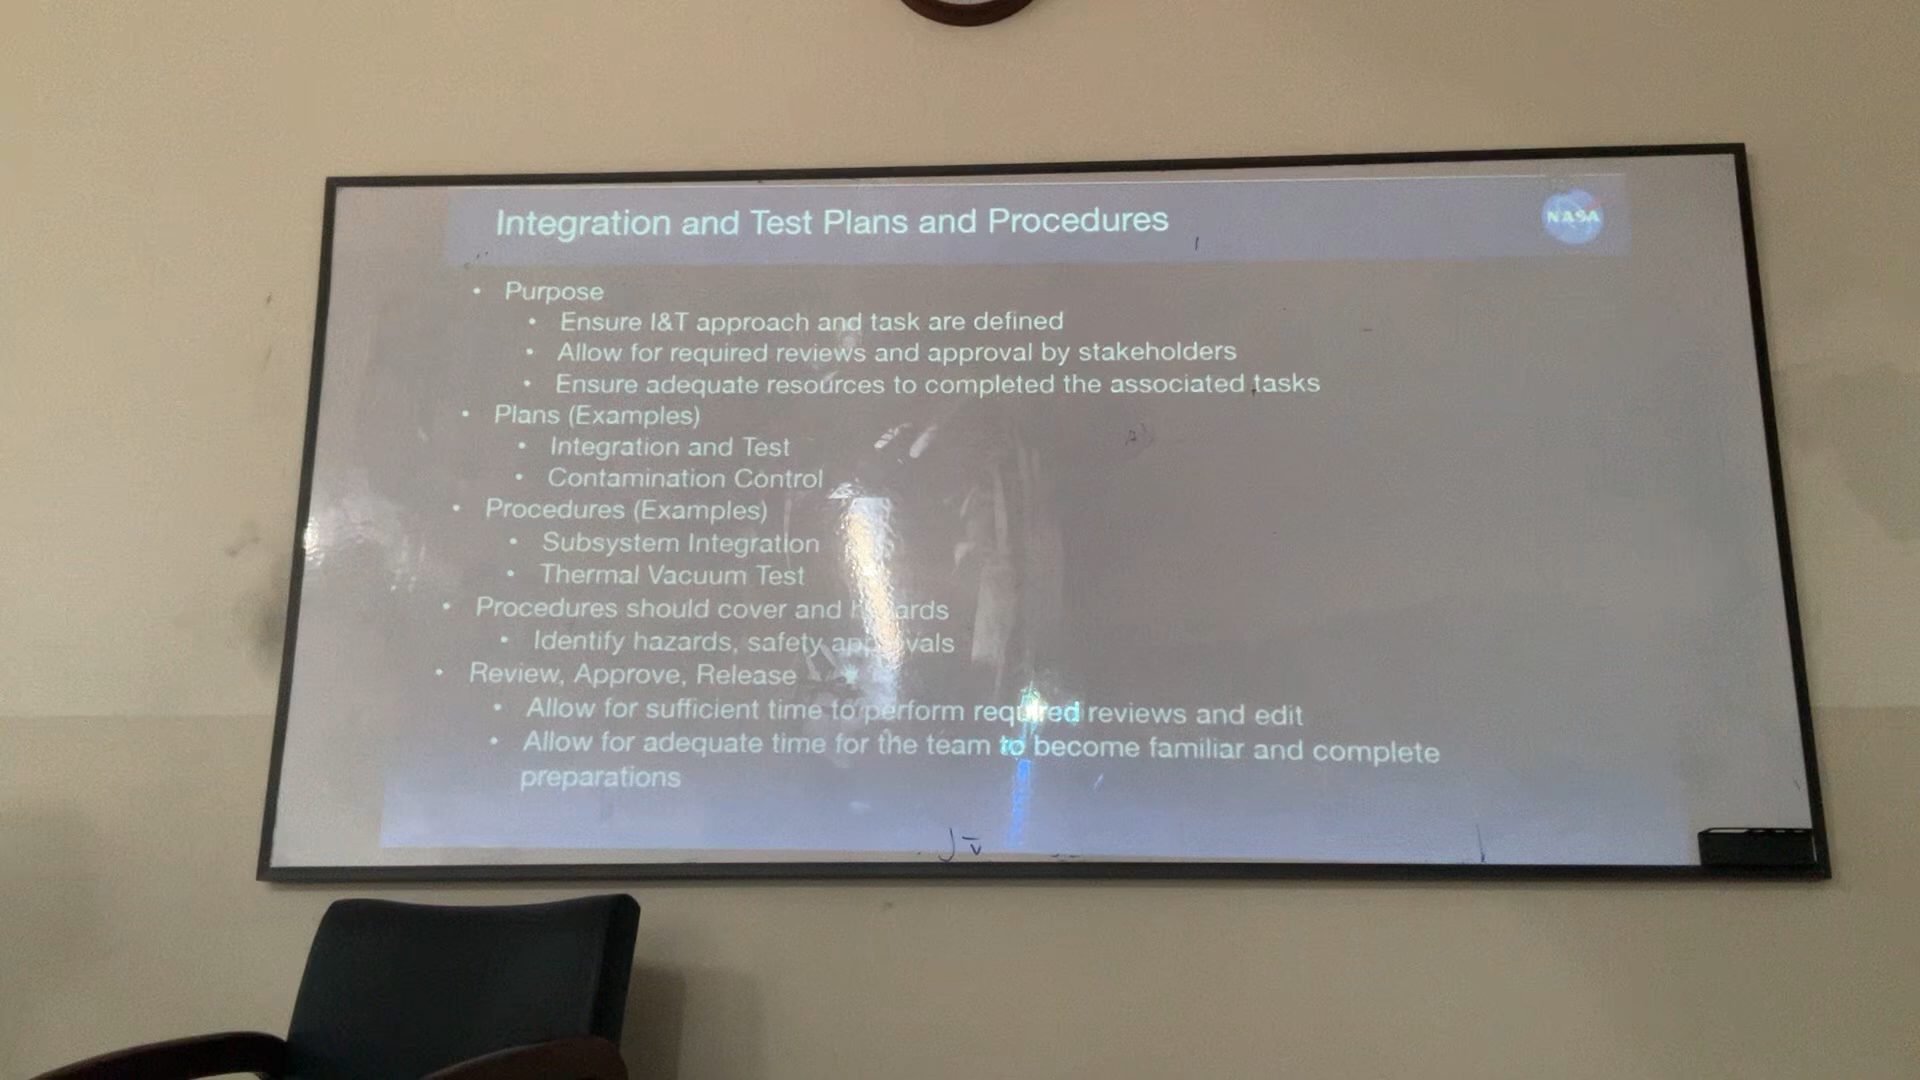 Integration and Test Plans and Procedures
NASA
• Purpose
• Ensure I&T approach and task are defined
• Allow for required reviews and approval by stakeholders
• Ensure adequate resources to completed the associated tasks
• Plans (Examples)
• Integration and Test
• Contamination Control
• Procedures (Examples)
• Subsystem Integration
• Thermal Vacuum Test
• Procedures should cover and hazards
• Identify hazards, safety approvals
• Review, Approve, Release
• Allow for sufficient time to perform required reviews and edit
• Allow for adequate time for the team to become familiar and complete
preparations